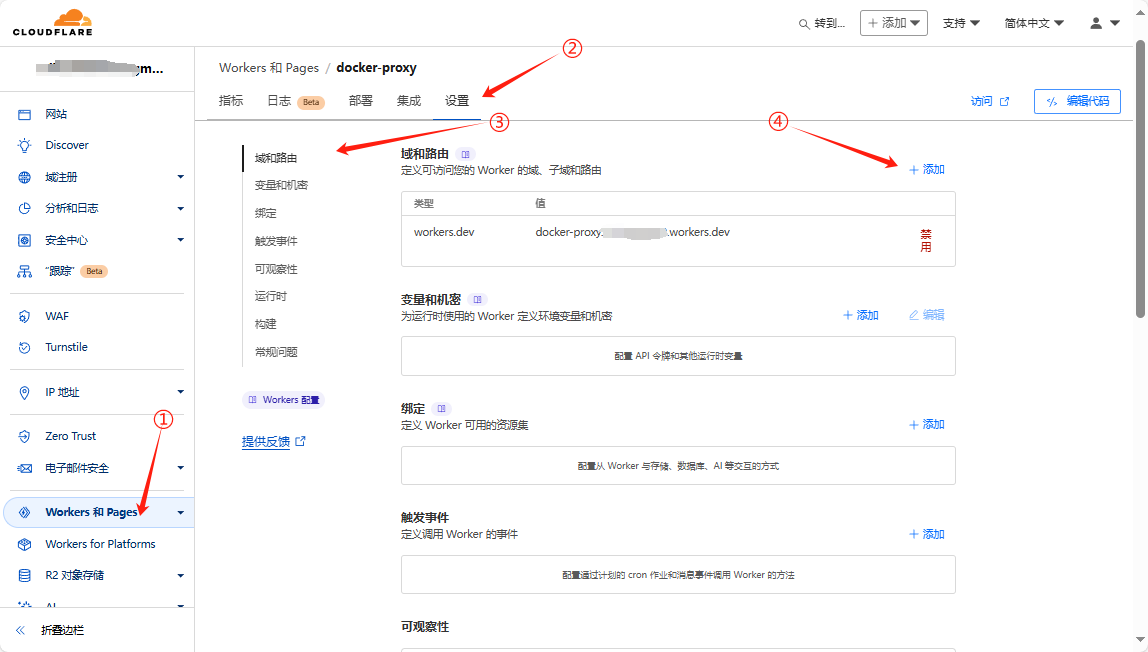 CLOUDFLARE
转到... + 添加 支持 简体中文
m...
网站
Discover
域注册
分析和日志
安全中心
“跟踪” Beta
WAF
Turnstile
IP 地址
①
Zero Trust
电子邮件安全
Workers 和 Pages
Workers for Platforms
R2 对象存储
AI
折叠边栏
Workers 和 Pages / docker-proxy
②
指标 日志 Beta 部署 集成 设置
访问 编辑代码
③
④
域和路由
变量和机密
绑定
触发事件
可观察性
运行时
构建
常规问题
Workers 配置
提供反馈
域和路由
定义可访问您的 Worker 的域、子域和路由
+ 添加
类型 值
workers.dev docker-proxy. .workers.dev 禁
用
变量和机密
为运行时使用的 Worker 定义环境变量和机密
+ 添加 编辑
配置 API 令牌和其他运行时变量
绑定
定义 Worker 可用的资源集
+ 添加
配置从 Worker 与存储、数据库、AI 等交互的方式
触发事件
定义调用 Worker 的事件
+ 添加
配置通过计划的 cron 作业和消息事件调用 Worker 的方法
可观察性